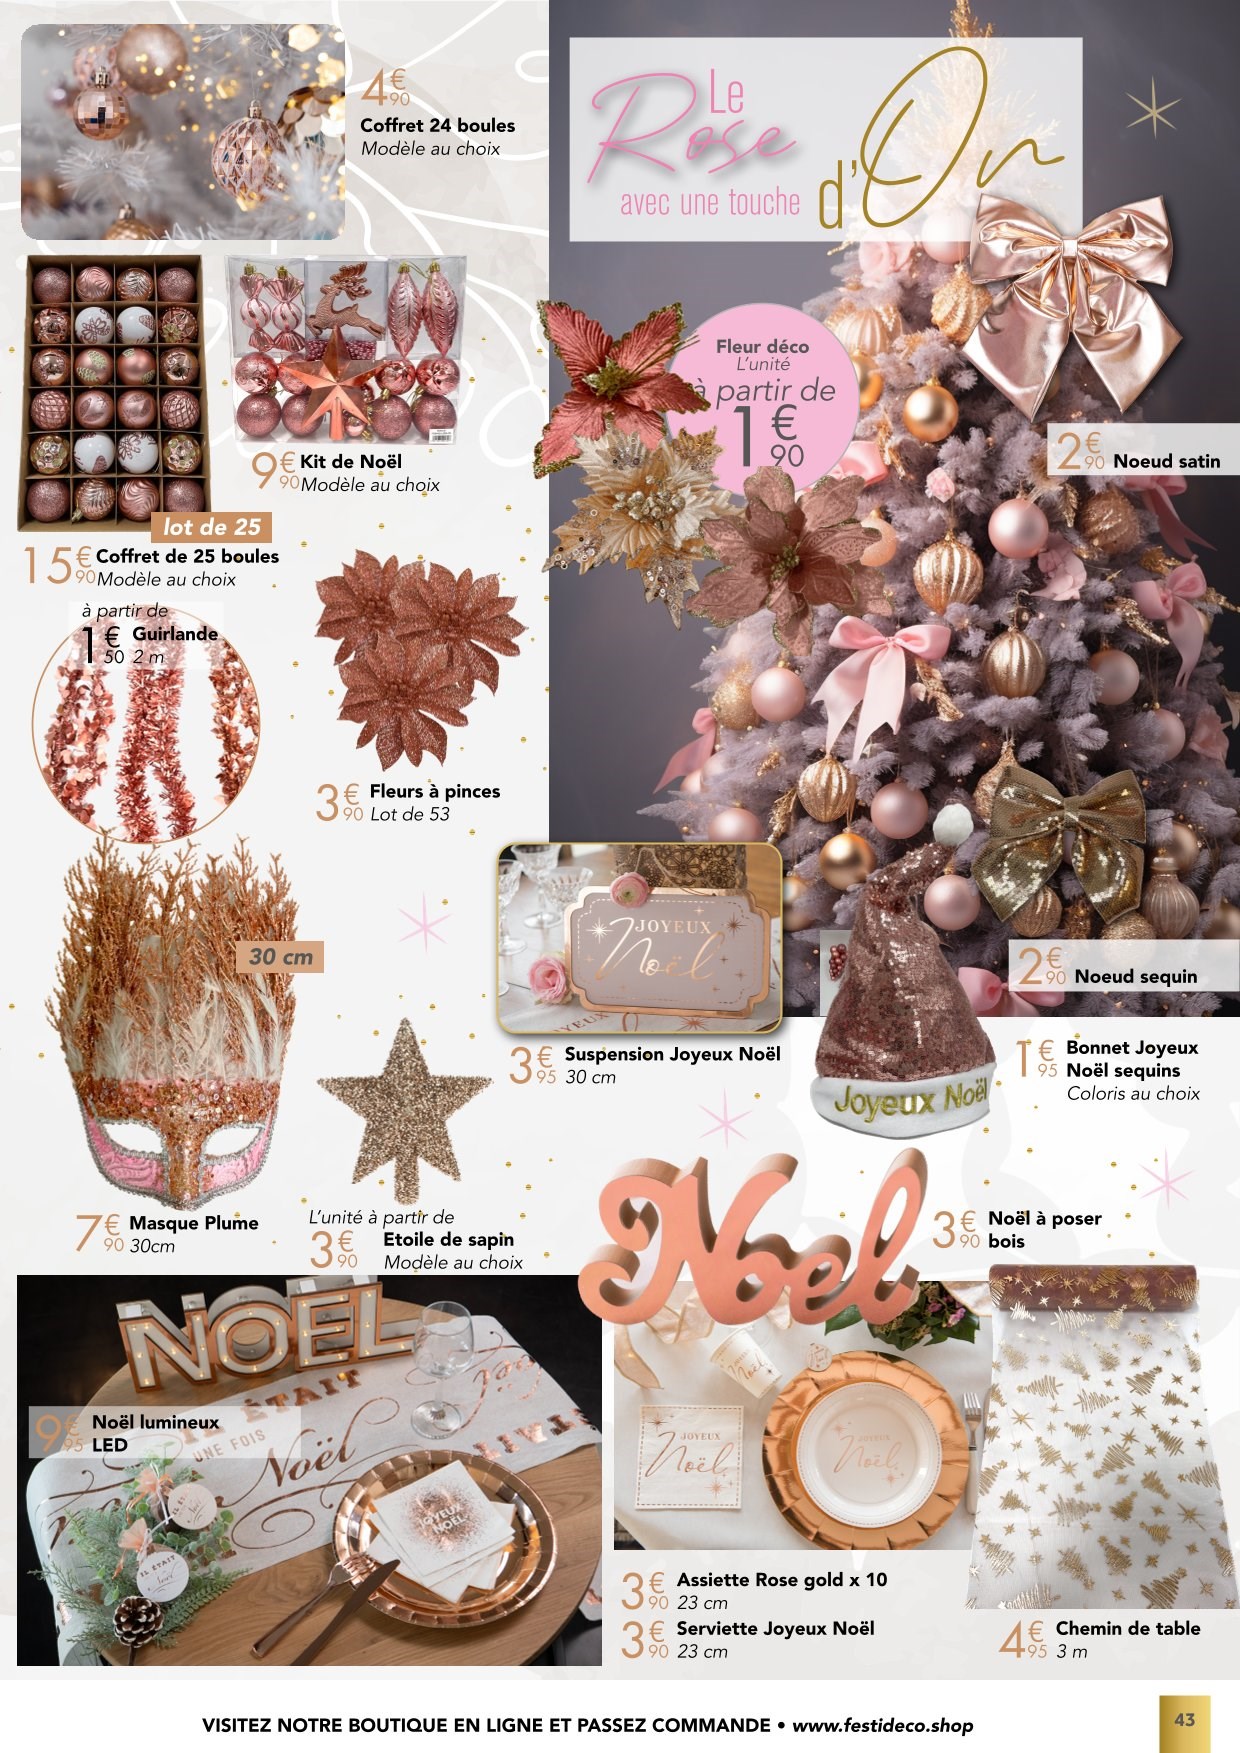 Le
Rose
avec une touche
d'Or
4€90
Coffret 24 boules
Modèle au choix
Fleur déco
L'unité
à partir de
1€90
2€90 Noeud satin
9€90 Kit de Noël
Modèle au choix
lot de 25
15€90 Coffret de 25 boules
Modèle au choix
à partir de
1€50 Guirlande
2 m
3€90 Fleurs à pinces
Lot de 53
30 cm
JOYEUX
Noël
2€90 Noeud sequin
3€95 Suspension Joyeux Noël
30 cm
Joyeux Noël
1€95 Bonnet Joyeux
Noël sequins
Coloris au choix
7€90 Masque Plume
30cm
L'unité à partir de
3€90 Etoile de sapin
Modèle au choix
Noel
3€90 Noël à poser
bois
NOËL
9€95 Noël lumineux
LED
ÉTAIT
UNE FOIS
Noël
JOYEUX
NOËL
IL ÉTAIT
JOYEUX
Noël
JOYEUX
Noël
3€90 Assiette Rose gold x 10
23 cm
3€90 Serviette Joyeux Noël
23 cm
4€95 Chemin de table
3 m
VISITEZ NOTRE BOUTIQUE EN LIGNE ET PASSEZ COMMANDE • www.festideco.shop
43